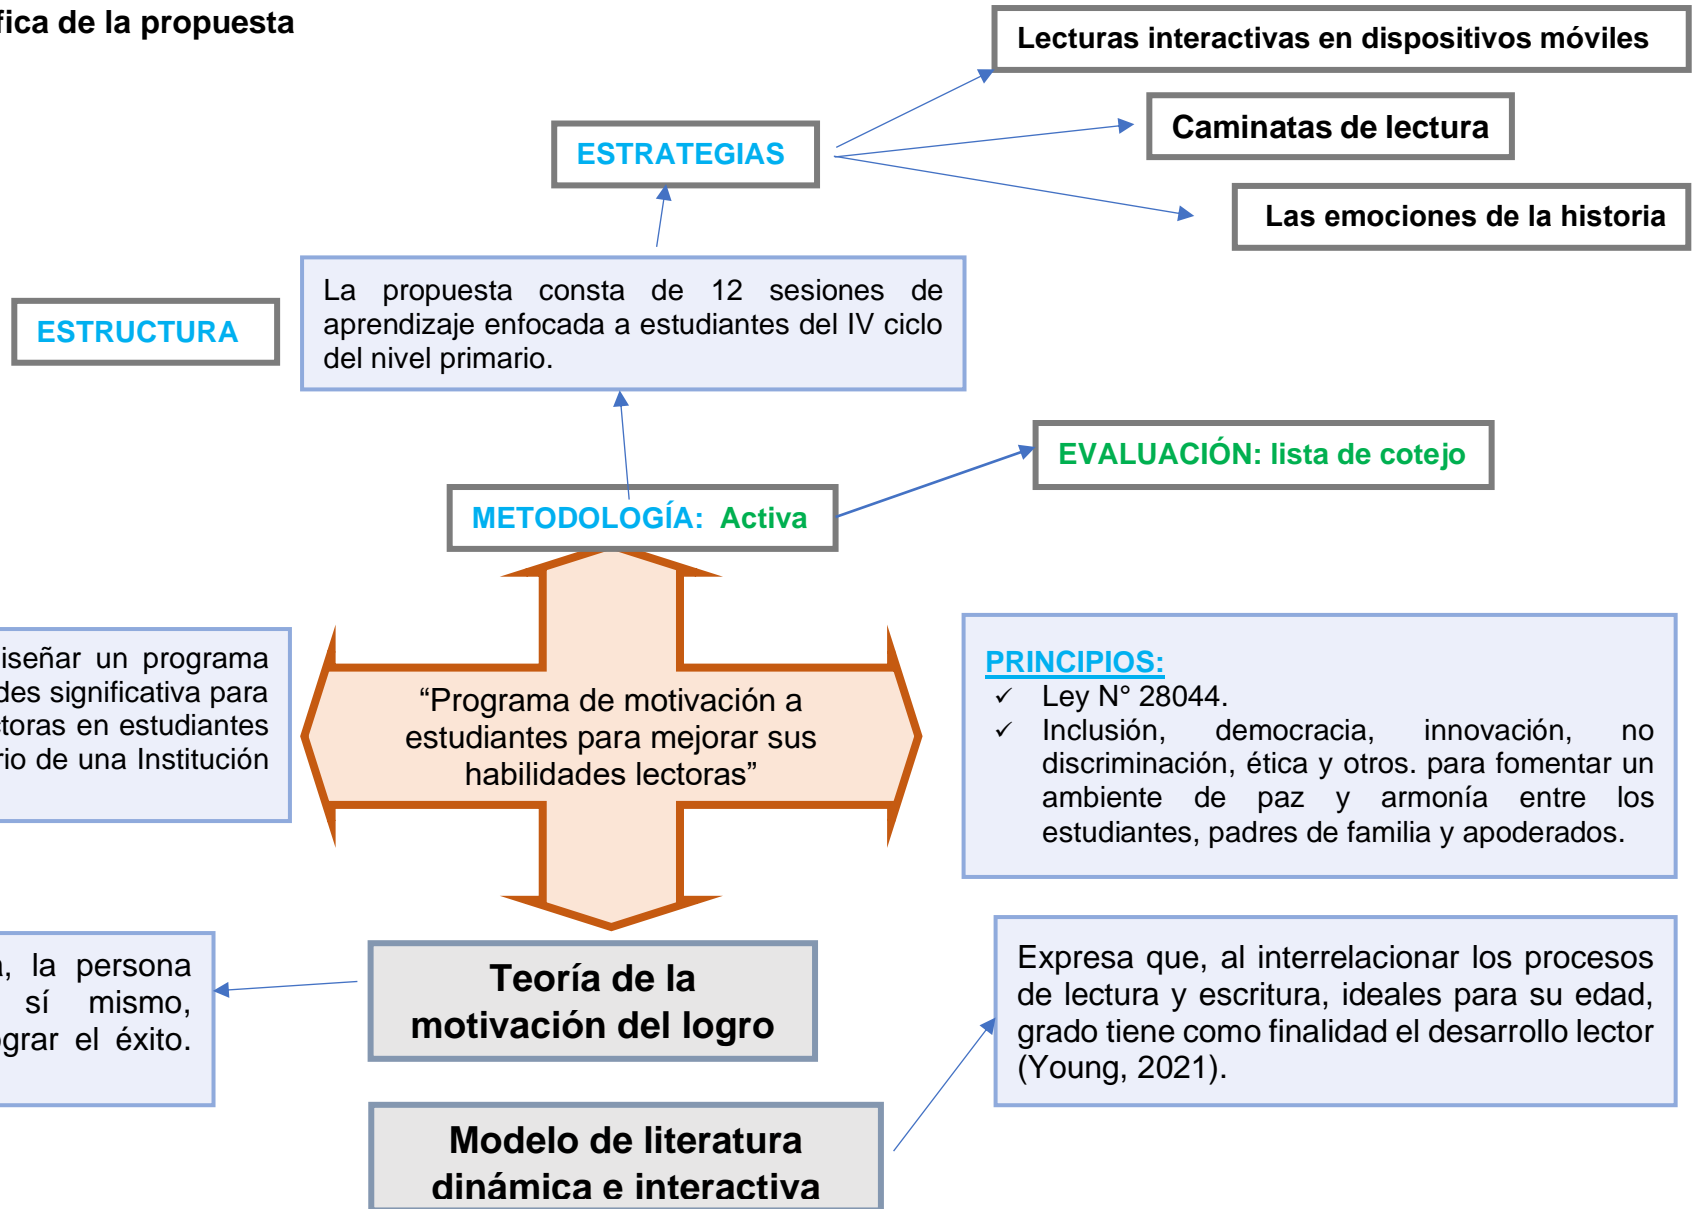 fica de la propuesta
Lecturas interactivas en dispositivos móviles
Caminatas de lectura
ESTRATEGIAS
Las emociones de la historia
ESTRUCTURA
La propuesta consta de 12 sesiones de
aprendizaje enfocada a estudiantes del IV ciclo
del nivel primario.
EVALUACIÓN: lista de cotejo
METODOLOGÍA: Activa
iseñar un programa
des significativa para
ctoras en estudiantes
rio de una Institución
“Programa de motivación a
estudiantes para mejorar sus
habilidades lectoras”
PRINCIPIOS:
✓ Ley N° 28044.
✓ Inclusión, democracia, innovación, no
discriminación, ética y otros. para fomentar un
ambiente de paz y armonía entre los
estudiantes, padres de familia y apoderados.
a, la persona
sí mismo,
ograr el éxito.
Teoría de la
motivación del logro
Expresa que, al interrelacionar los procesos
de lectura y escritura, ideales para su edad,
grado tiene como finalidad el desarrollo lector
(Young, 2021).
Modelo de literatura
dinámica e interactiva